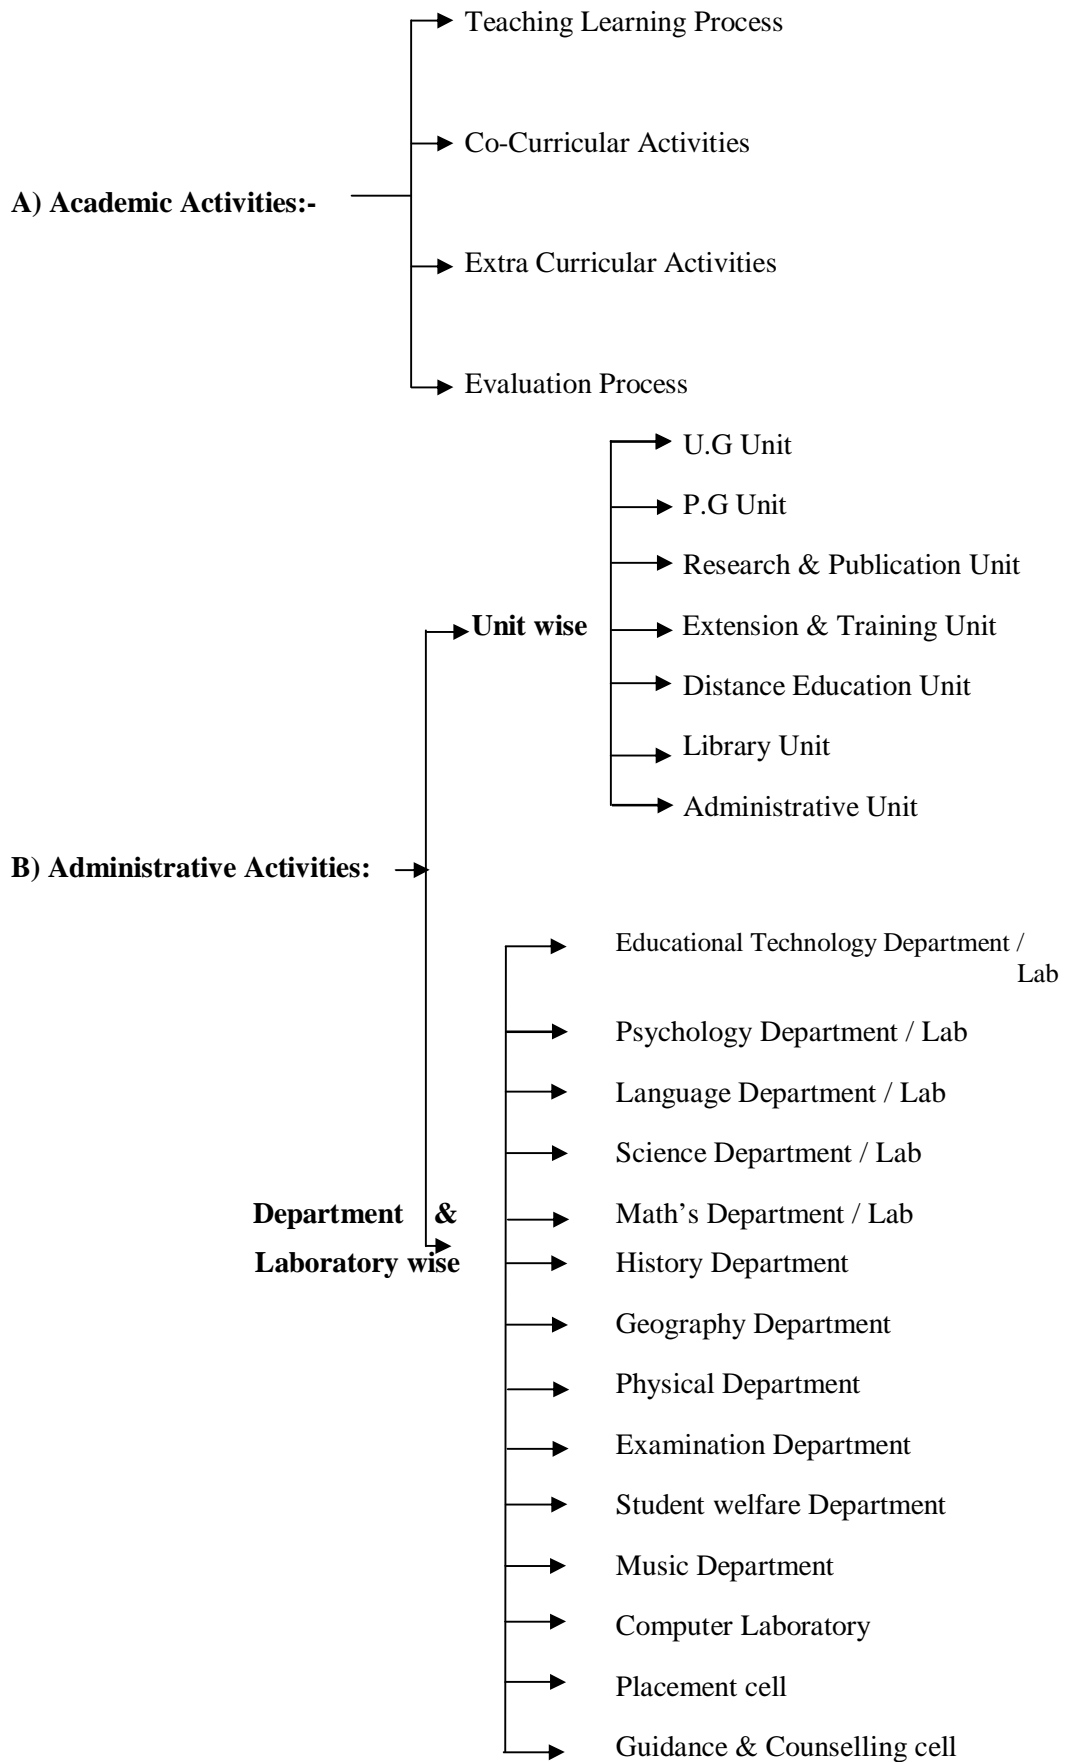 Teaching Learning Process
Co-Curricular Activities
A) Academic Activities:-
Extra Curricular Activities
Evaluation Process
U.G Unit
P.G Unit
Research & Publication Unit
Unit wise
Extension & Training Unit
Distance Education Unit
Library Unit
Administrative Unit
B) Administrative Activities:
Educational Technology Department /
Lab
Psychology Department / Lab
Language Department / Lab
Science Department / Lab
Department &
Laboratory wise
Math's Department / Lab
History Department
Geography Department
Physical Department
Examination Department
Student welfare Department
Music Department
Computer Laboratory
Placement cell
Guidance & Counselling cell